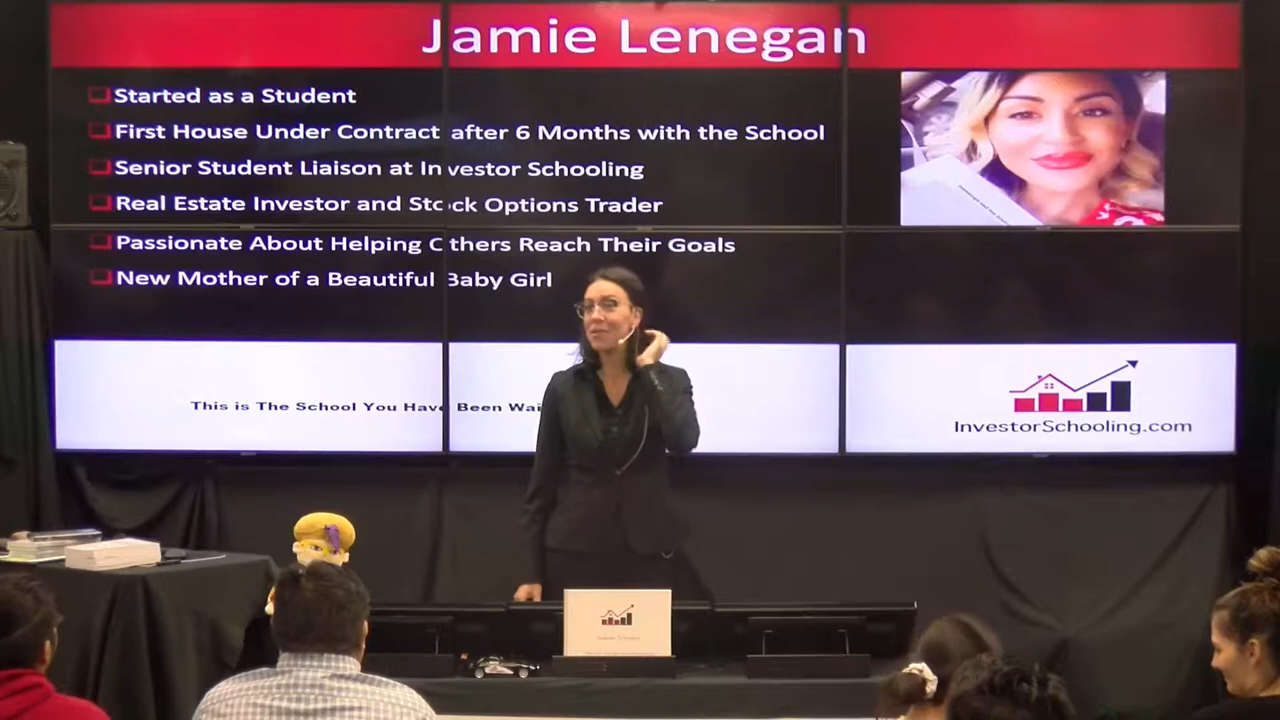 Jamie Lenegan
Started as a Student
First House Under Contract after 6 Months with the School
Senior Student Liaison at Investor Schooling
Real Estate Investor and Stock Options Trader
Passionate About Helping Others Reach Their Goals
New Mother of a Beautiful Baby Girl
This is The School You Have Been Wai
InvestorSchooling.com